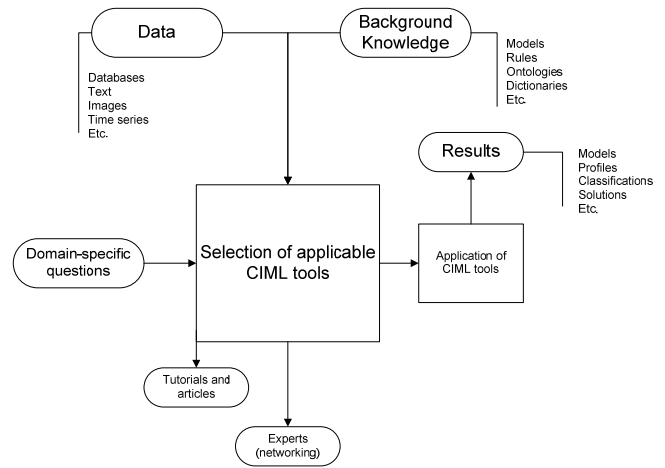 Data
Databases
Text
Images
Time series
Etc.
Background
Knowledge
Models
Rules
Ontologies
Dictionaries
Etc.
Results
Models
Profiles
Classifications
Solutions
Etc.
Domain-specific
questions
Selection of applicable
CIML tools
Application of
CIML tools
Tutorials and
articles
Experts
(networking)